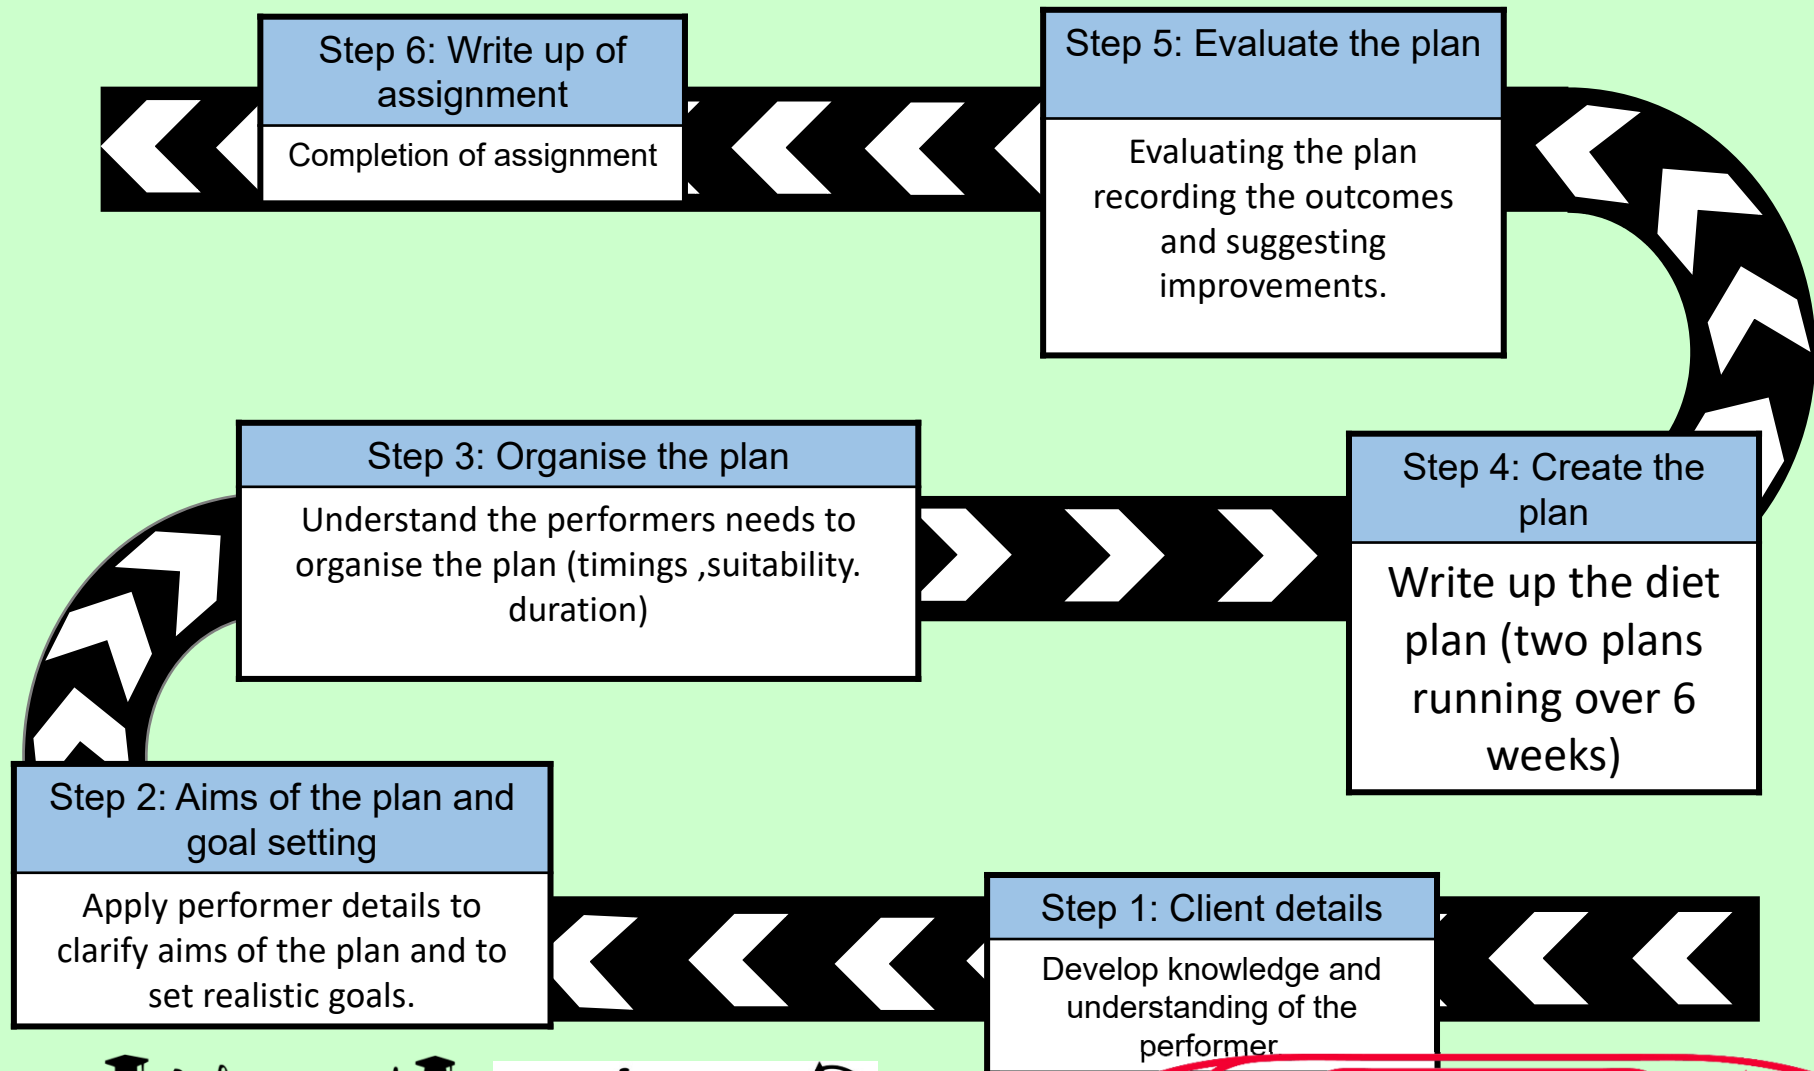 Step 6: Write up of
assignment
Completion of assignment
Step 5: Evaluate the plan
Evaluating the plan
recording the outcomes
and suggesting
improvements.
Step 3: Organise the plan
Understand the performers needs to
organise the plan (timings ,suitability.
duration)
Step 4: Create the
plan
Write up the diet
plan (two plans
running over 6
weeks)
Step 2: Aims of the plan and
goal setting
Apply performer details to
clarify aims of the plan and to
set realistic goals.
Step 1: Client details
Develop knowledge and
understanding of the
performer.